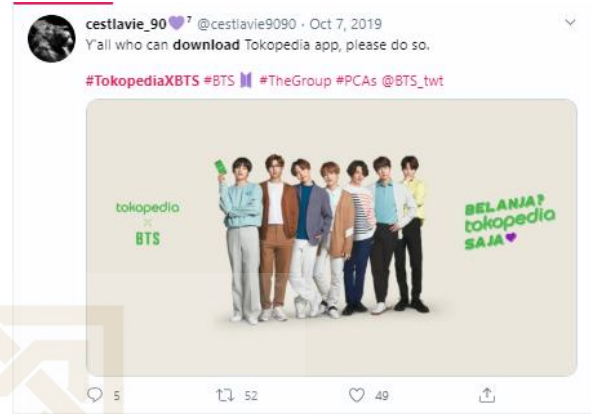 cestlavie_90💜⁷ @cestlavie9090 · Oct 7, 2019
Y'all who can download Tokopedia app, please do so.
#TokopediaXBTS #BTS #TheGroup #PCAs @BTS_twt
tokopedia
×
BTS
BELANJA?
tokopedia
SAJA💜
5 52 49